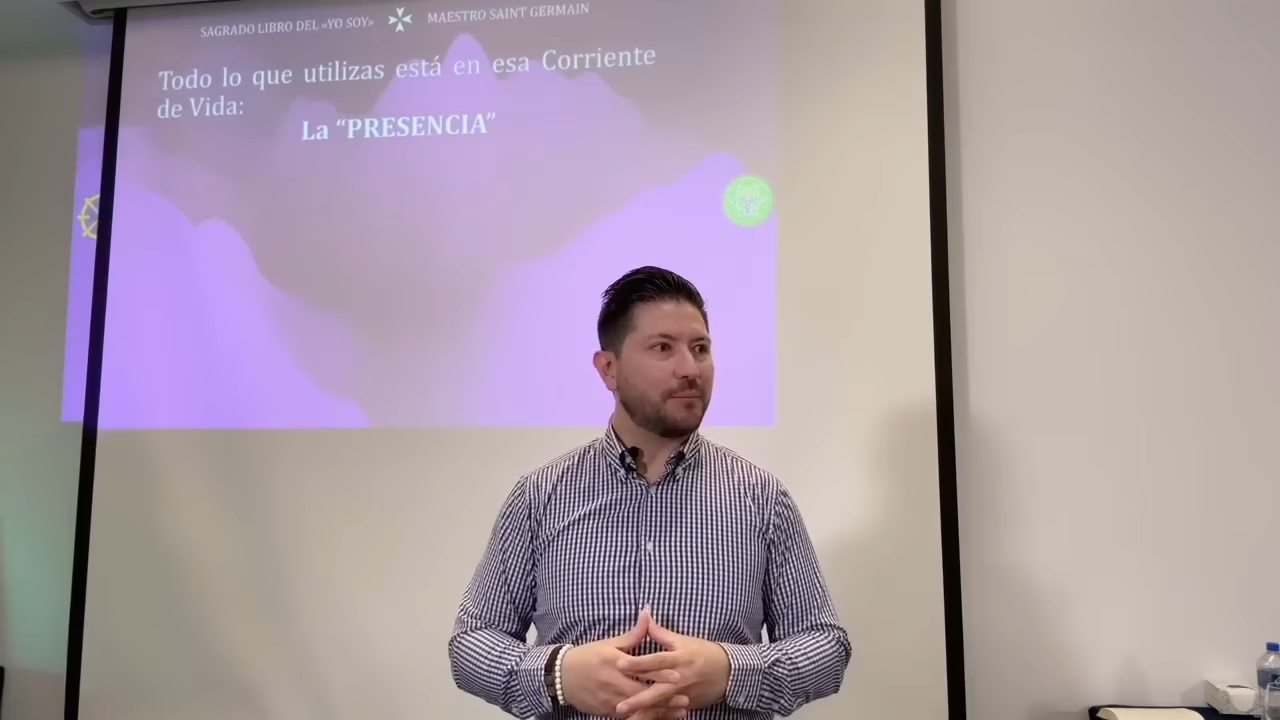 SAGRADO LIBRO DEL «YO SOY» MAESTRO SAINT GERMAIN
Todo lo que utilizas está en esa Corriente
de Vida:
La “PRESENCIA”